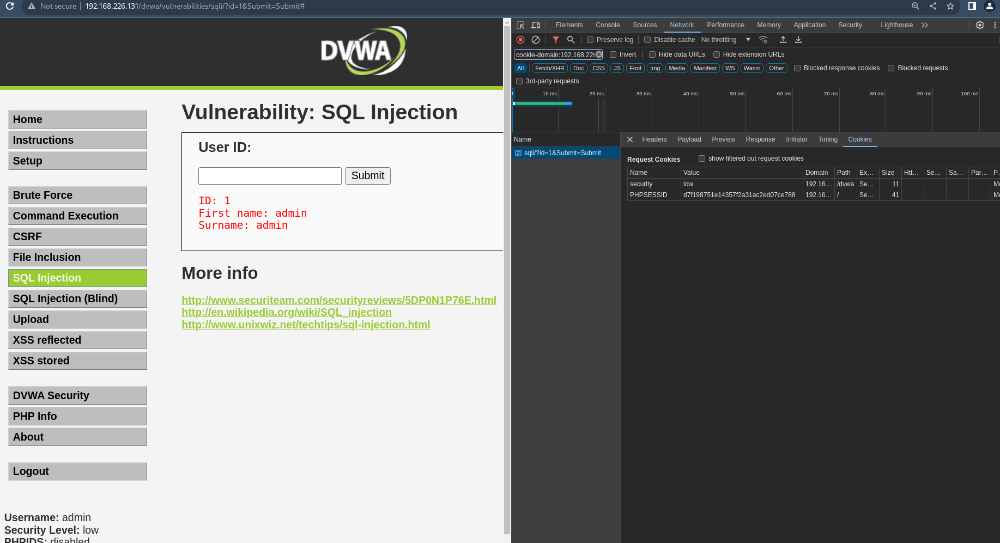 Not secure 192.168.226.131/dvwa/vulnerabilities/sqli/?id=1&Submit=Submit#
DVWA
Home
Instructions
Setup
Brute Force
Command Execution
CSRF
File Inclusion
SQL Injection
SQL Injection (Blind)
Upload
XSS reflected
XSS stored
DVWA Security
PHP Info
About
Logout
Username: admin
Security Level: low
PHPIDS: disabled
Vulnerability: SQL Injection
User ID:
Submit
ID: 1
First name: admin
Surname: admin
More info
http://www.securiteam.com/securityreviews/5DP0N1P76E.html
http://en.wikipedia.org/wiki/SQL_injection
http://www.unixwiz.net/techtips/sql-injection.html
Elements Console Sources Network Performance Memory Application Security Lighthouse
Preserve log Disable cache No throttling
cookie-domain:192.168.226 Invert Hide data URLs Hide extension URLs
All Fetch/XHR Doc CSS JS Font Img Media Manifest WS Wasm Other Blocked response cookies Blocked requests
3rd-party requests
10 ms 20 ms 30 ms 40 ms 50 ms 60 ms 70 ms 80 ms 90 ms 100 ms
Name
sqli/?id=1&Submit=Submit
Headers Payload Preview Response Initiator Timing Cookies
Request Cookies show filtered out request cookies
Name Value Domain Path Ex... Size Htt... Se... Sa... Par... P
security low 192.16... /dvwa Se... 11
PHPSESSID d7f198751e14357f2a31ac2ed07ce788 192.16... / Se... 41